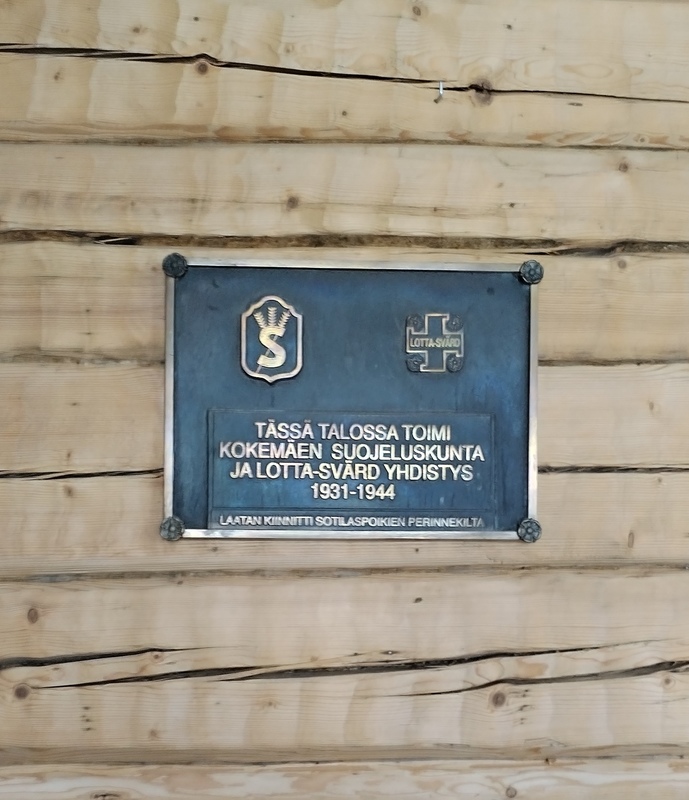 S
LOTTA-SVÄRD
TÄSSÄ TALOSSA TOIMI
KOKEMÄEN SUOJELUSKUNTA
JA LOTTA-SVÄRD YHDISTYS
1931-1944
LAATAN KIINNITTI SOTILASPOIKIEN PERINNEKILTA